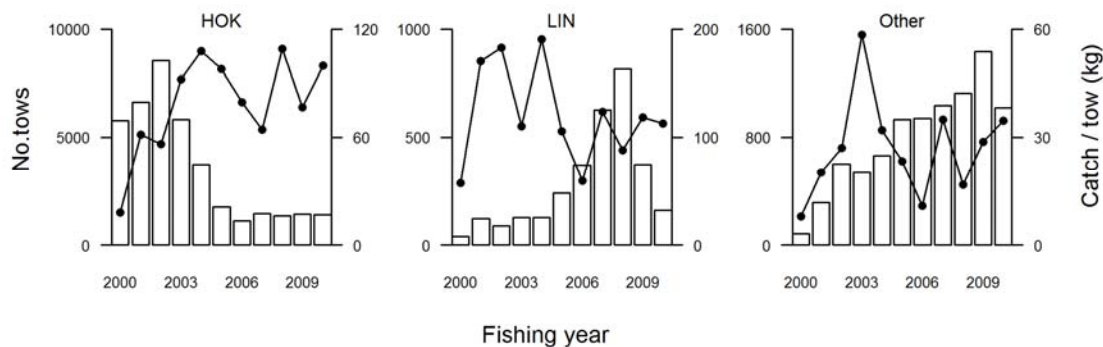 HOK LIN Other
10000 120 1000 200 1600 60
No.tows 5000 60 500 100 800 30 Catch / tow (kg)
0 0 0 0 0 0
2000 2003 2006 2009 2000 2003 2006 2009 2000 2003 2006 2009
Fishing year